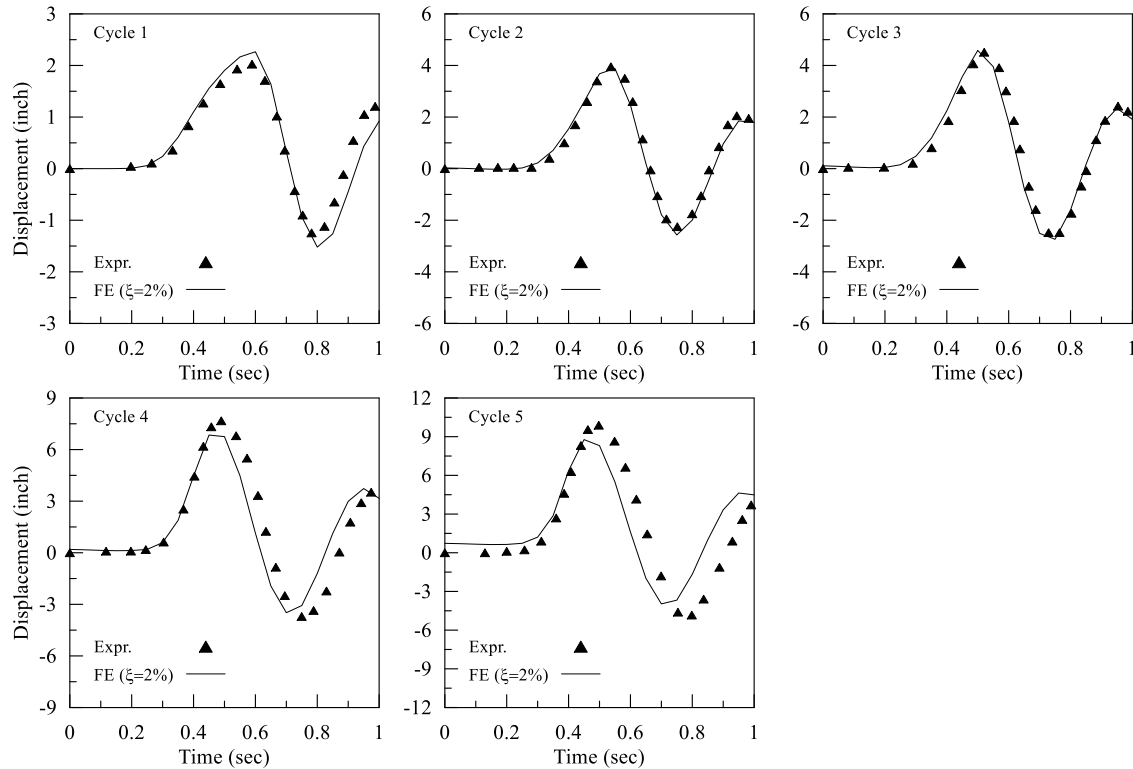 Cycle 1
Displacement (inch)
3
2
1
0
-1
-2
-3
Expr.
FE (ξ=2%)
0 0.2 0.4 0.6 0.8 1
Time (sec)
Cycle 2
6
4
2
0
-2
-4
-6
Expr.
FE (ξ=2%)
0 0.2 0.4 0.6 0.8 1
Time (sec)
Cycle 3
6
4
2
0
-2
-4
-6
Expr.
FE (ξ=2%)
0 0.2 0.4 0.6 0.8 1
Time (sec)
Cycle 4
Displacement (inch)
9
6
3
0
-3
-6
-9
Expr.
FE (ξ=2%)
0 0.2 0.4 0.6 0.8 1
Time (sec)
Cycle 5
12
9
6
3
0
-3
-6
-9
-12
Expr.
FE (ξ=2%)
0 0.2 0.4 0.6 0.8 1
Time (sec)